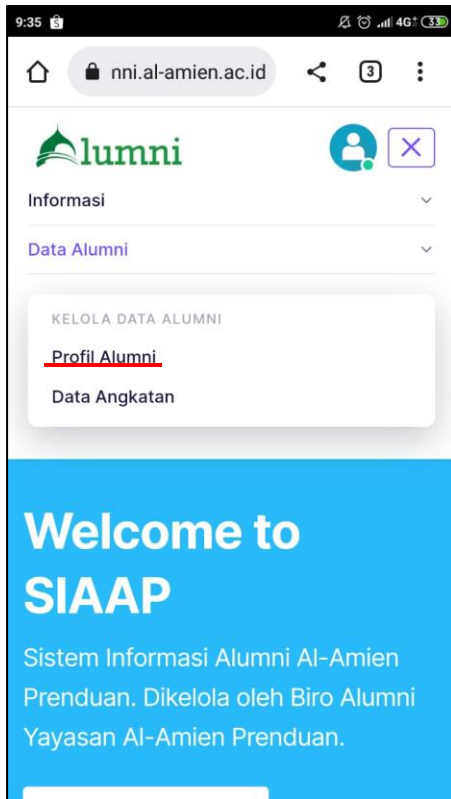 9:35 4G+ 33
nni.al-amien.ac.id 3
Alumni
Informasi
Data Alumni
KELOLA DATA ALUMNI
Profil Alumni
Data Angkatan
Welcome to
SIAAP
Sistem Informasi Alumni Al-Amien
Prenduan. Dikelola oleh Biro Alumni
Yayasan Al-Amien Prenduan.